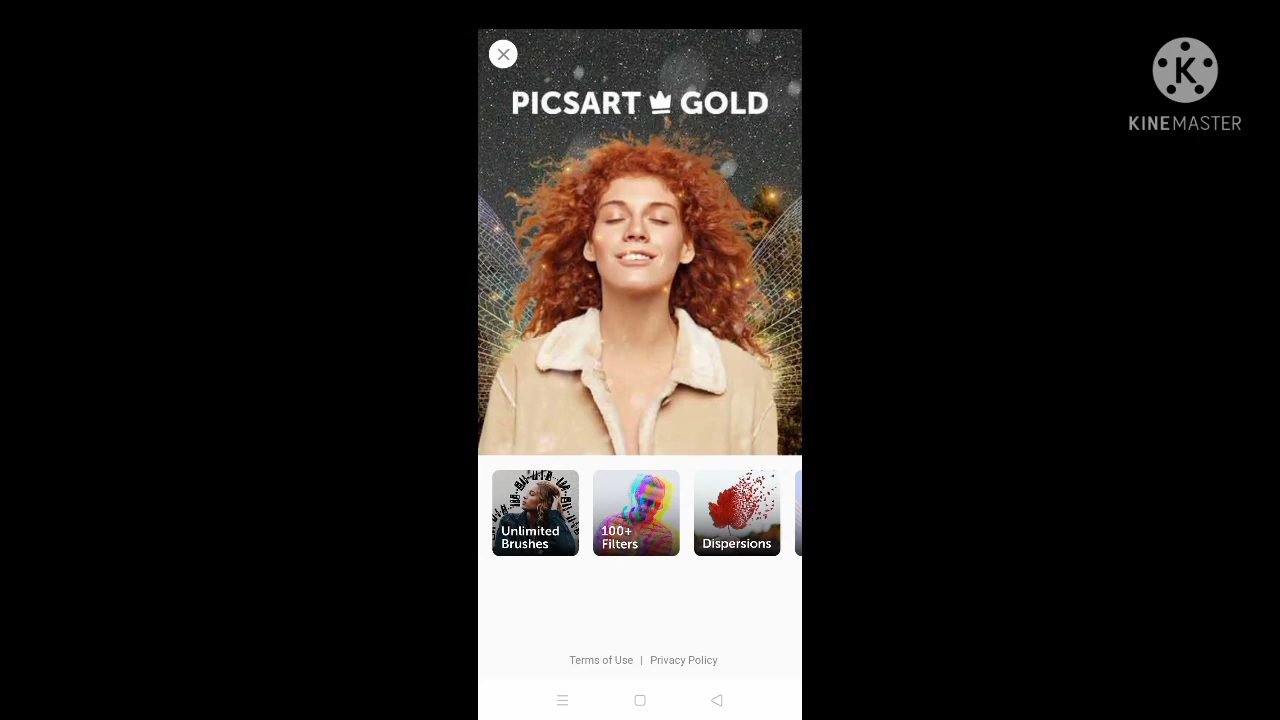 PICSART GOLD
K
KINEMASTER
Unlimited
Brushes
100+
Filters
Dispersions
Terms of Use | Privacy Policy